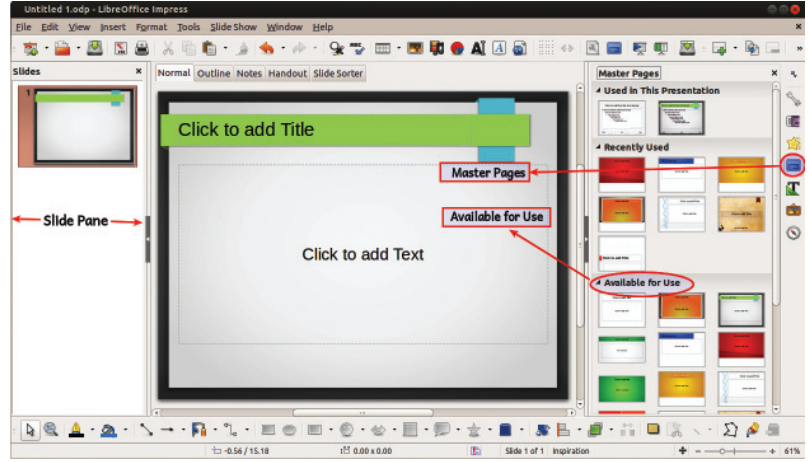 Untitled 1.odp - LibreOffice Impress
File Edit View Insert Format Tools Slide Show Window Help
Slides
Normal Outline Notes Handout Slide Sorter
Master Pages
Used in This Presentation
1
Click to add Title
Recently Used
Master Pages
Slide Pane
Available for Use
Click to add Text
Available for Use
-0.56 / 15.18
0.00 x 0.00
Slide 1 of 1
Inspiration
61%